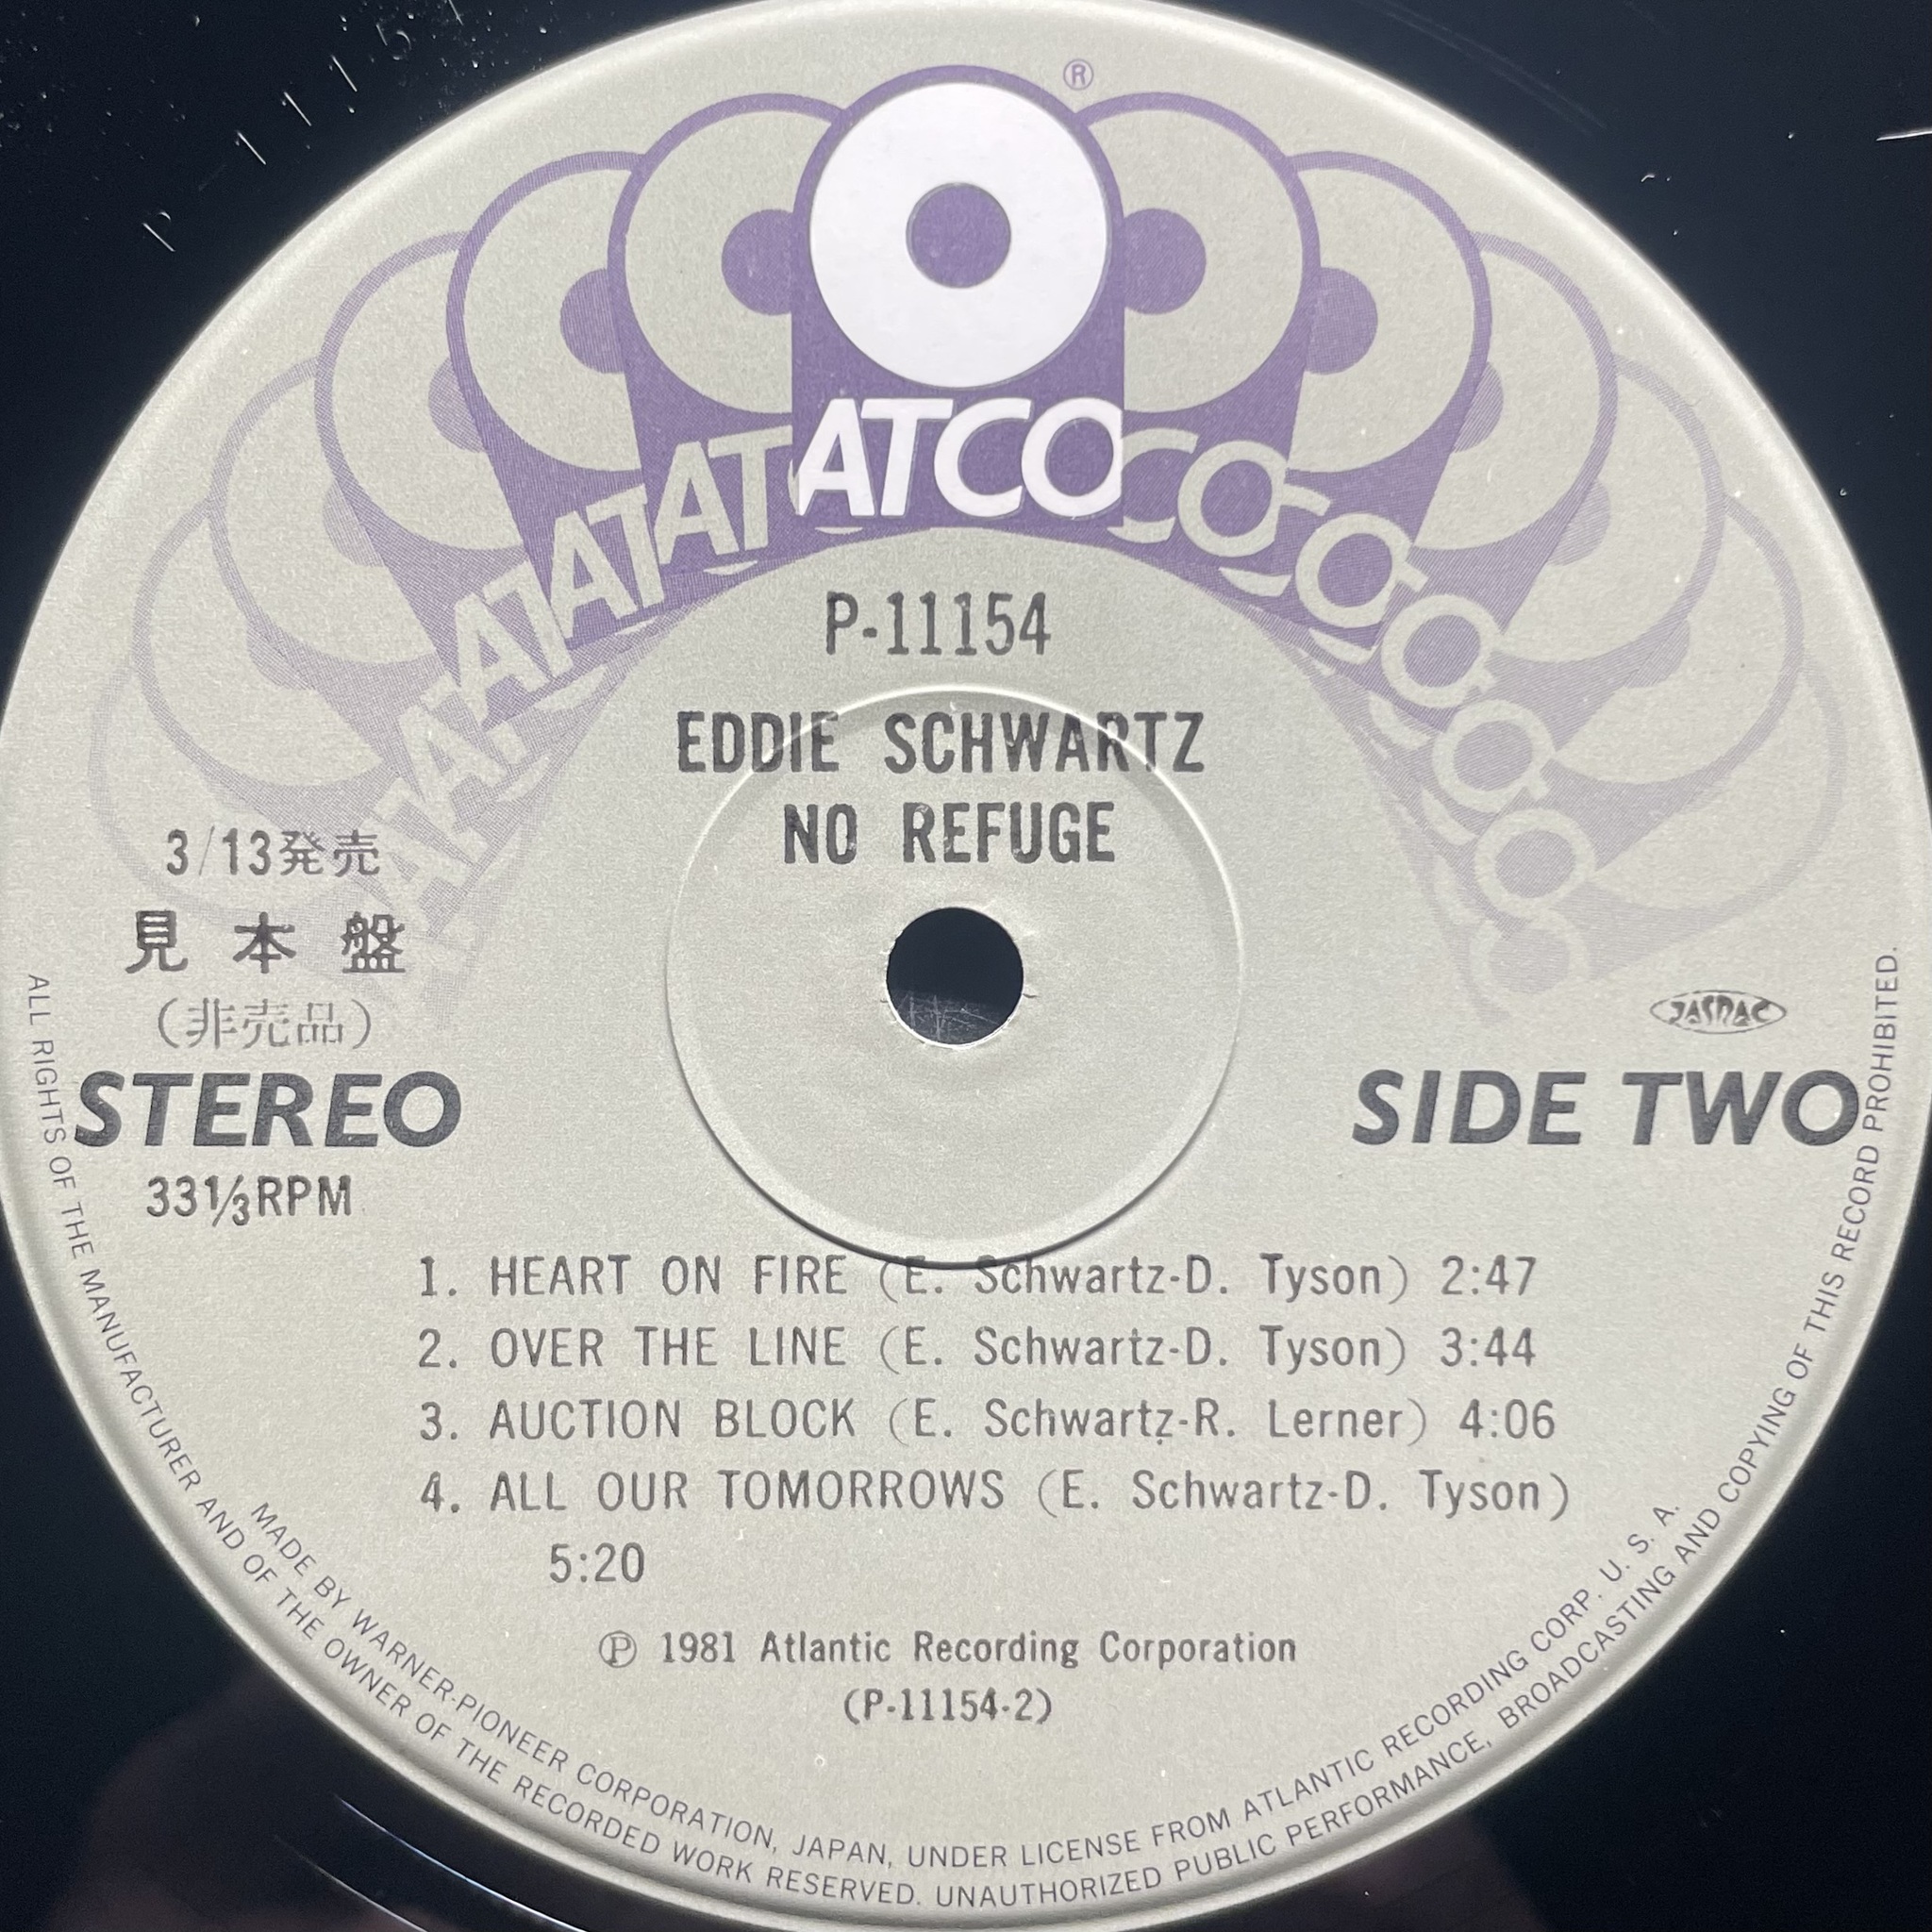 ®
ATCO
P-11154
EDDIE SCHWARTZ
NO REFUGE
3/13発売
見本盤
(非売品)
STEREO
33⅓RPM
JASRAC
SIDE TWO
1. HEART ON FIRE (E. Schwartz-D. Tyson) 2:47
2. OVER THE LINE (E. Schwartz-D. Tyson) 3:44
3. AUCTION BLOCK (E. Schwartz-R. Lerner) 4:06
4. ALL OUR TOMORROWS (E. Schwartz-D. Tyson)
5:20
℗ 1981 Atlantic Recording Corporation
(P-11154-2)
MADE BY WARNER-PIONEER CORPORATION, JAPAN, UNDER LICENSE FROM ATLANTIC RECORDING CORP. U. S. A.
ALL RIGHTS OF THE MANUFACTURER AND OF THE OWNER OF THE RECORDED WORK RESERVED. UNAUTHORIZED PUBLIC PERFORMANCE, BROADCASTING AND COPYING OF THIS RECORD PROHIBITED.